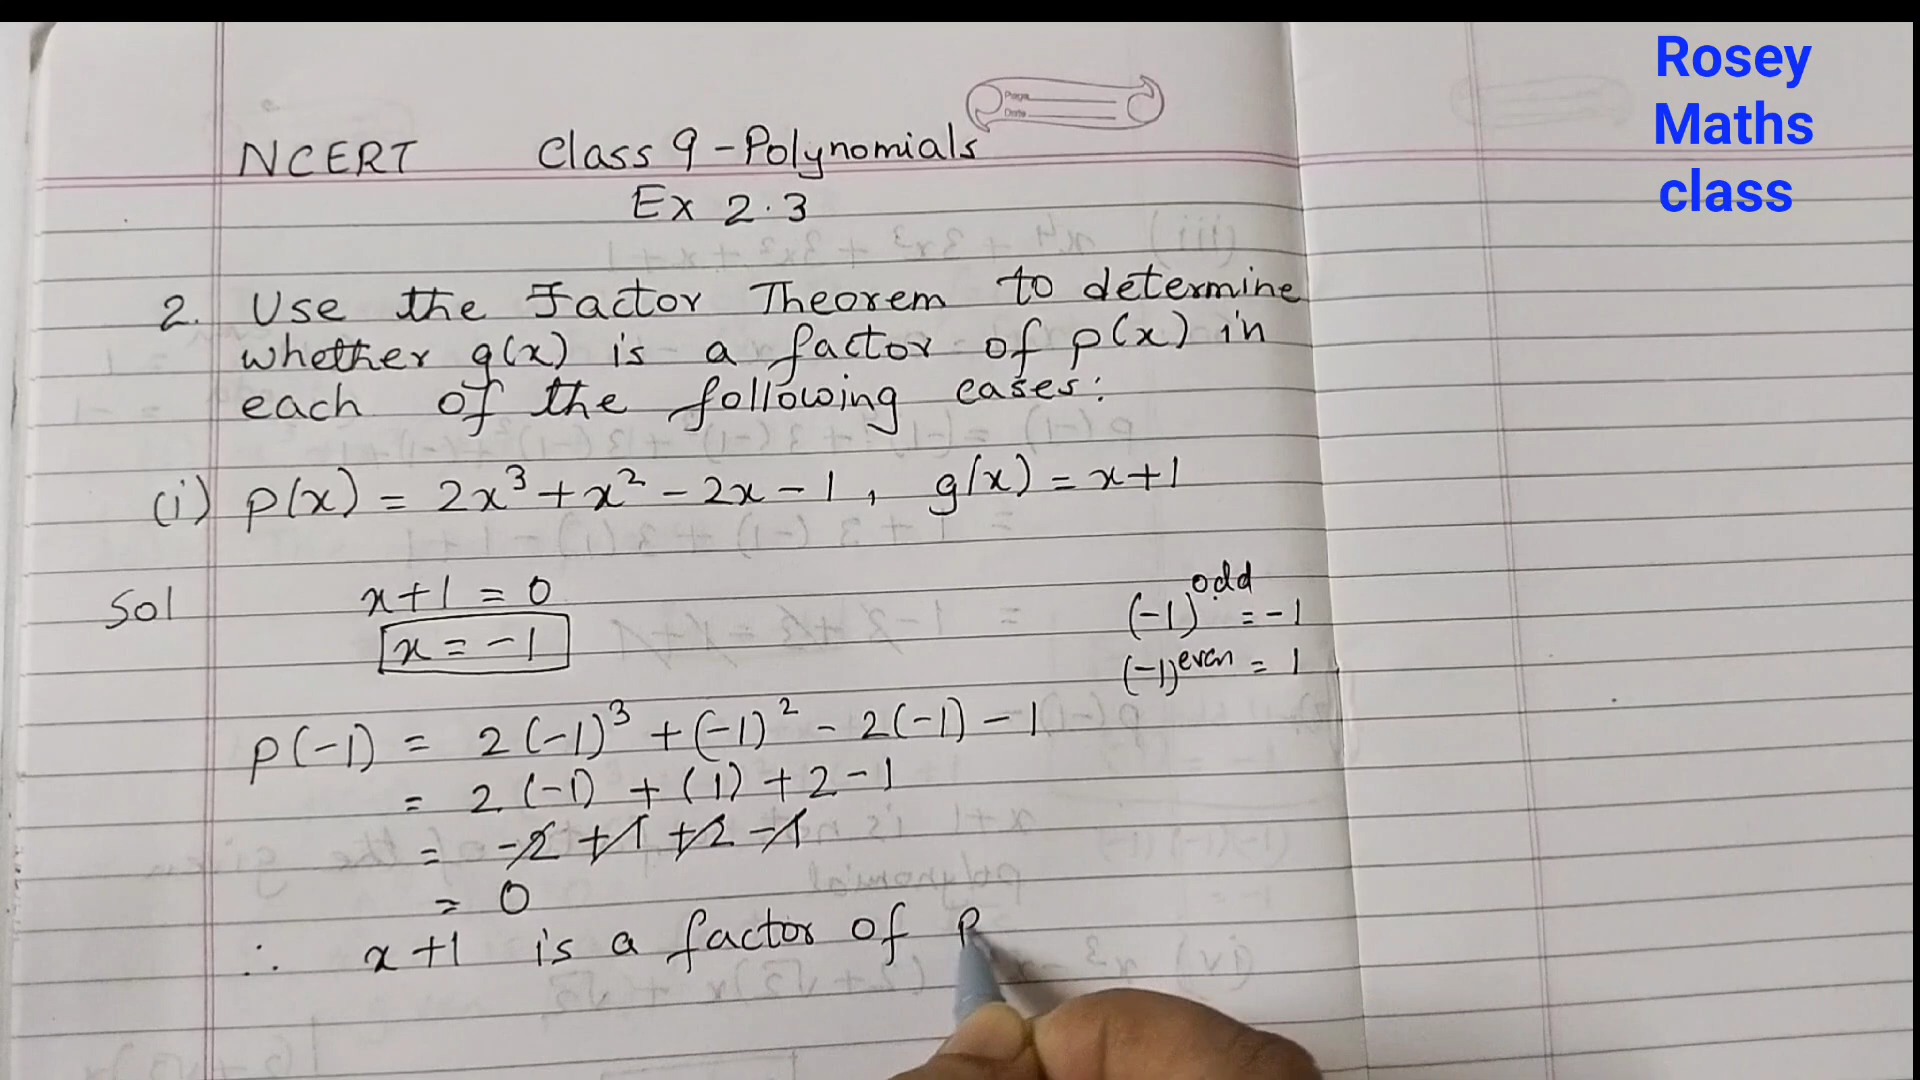 Rosey
Maths
class
Page
Date
NCERT Class 9 - Polynomials
Ex 2.3
2. Use the Factor Theorem to determine
whether g(x) is a factor of p(x) in
each of the following cases:
(i) p(x) = 2x³ + x² - 2x - 1, g(x) = x+1
Sol x+1 = 0
x = -1
(-1)^odd = -1
(-1)^even = 1
p(-1) = 2(-1)³ + (-1)² - 2(-1) - 1
= 2(-1) + (1) + 2 - 1
= -2 + 1 + 2 - 1
= 0
∴ x+1 is a factor of p